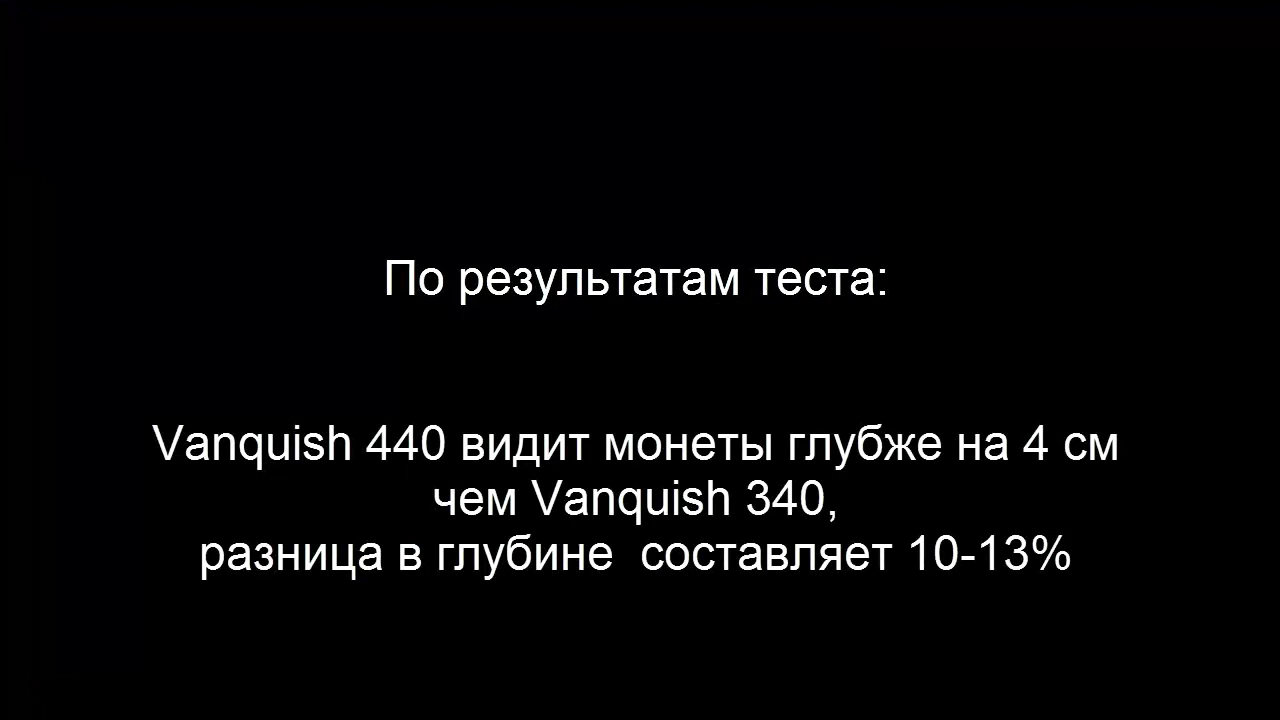 По результатам теста:
Vanquish 440 видит монеты глубже на 4 см
чем Vanquish 340,
разница в глубине  составляет 10-13%